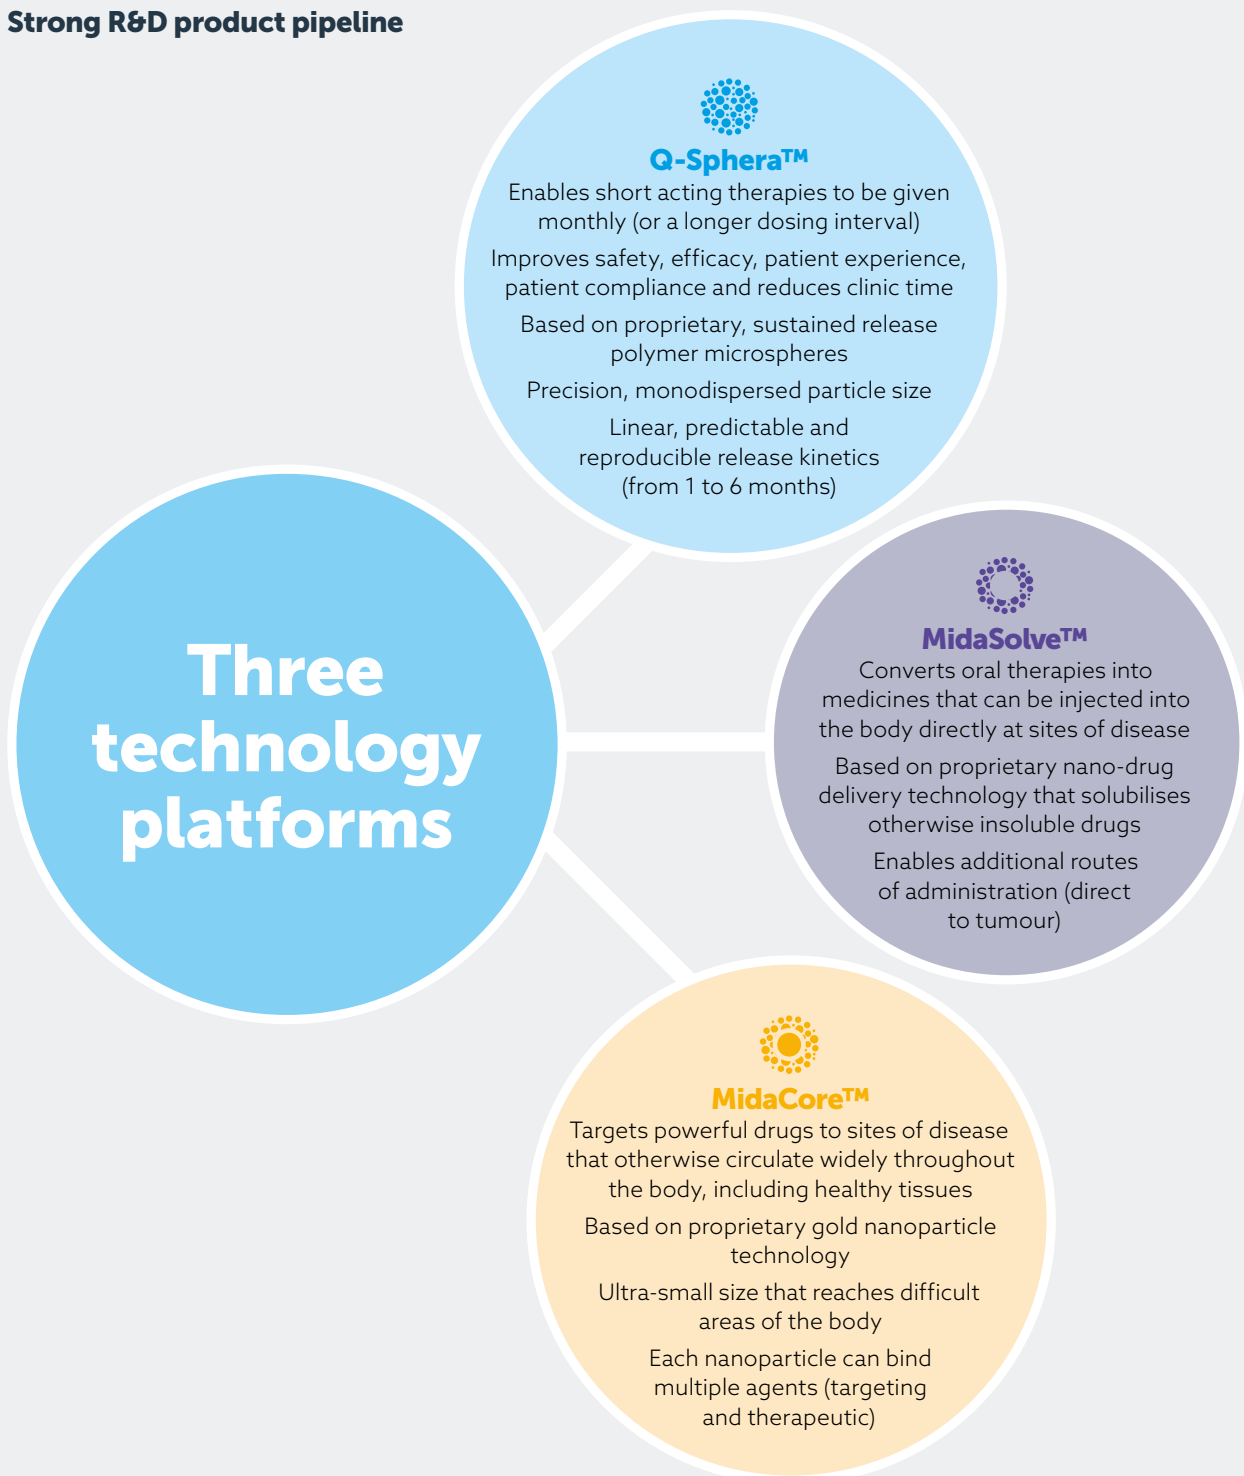 Strong R&D product pipeline
Q-Sphera™
Enables short acting therapies to be given
monthly (or a longer dosing interval)
Improves safety, efficacy, patient experience,
patient compliance and reduces clinic time
Based on proprietary, sustained release
polymer microspheres
Precision, monodispersed particle size
Linear, predictable and
reproducible release kinetics
(from 1 to 6 months)
Three
technology
platforms
MidaSolve™
Converts oral therapies into
medicines that can be injected into
the body directly at sites of disease
Based on proprietary nano-drug
delivery technology that solubilises
otherwise insoluble drugs
Enables additional routes
of administration (direct
to tumour)
MidaCore™
Targets powerful drugs to sites of disease
that otherwise circulate widely throughout
the body, including healthy tissues
Based on proprietary gold nanoparticle
technology
Ultra-small size that reaches difficult
areas of the body
Each nanoparticle can bind
multiple agents (targeting
and therapeutic)